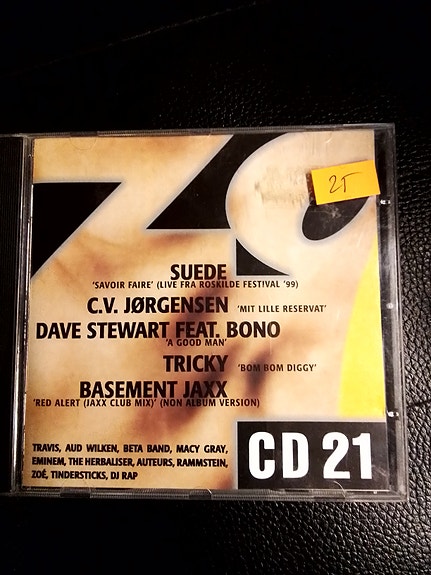 ZO
25
SUEDE
'SAVOIR FAIRE' (LIVE FRA ROSKILDE FESTIVAL '99)
C.V. JØRGENSEN 'MIT LILLE RESERVAT'
DAVE STEWART FEAT. BONO
'A GOOD MAN'
TRICKY 'BOM BOM DIGGY'
BASEMENT JAXX
'RED ALERT (JAXX CLUB MIX)' (NON ALBUM VERSION)
TRAVIS, AUD WILKEN, BETA BAND, MACY GRAY,
EMINEM, THE HERBALISER, AUTEURS, RAMMSTEIN,
ZOÉ, TINDERSTICKS, DJ RAP
CD 21